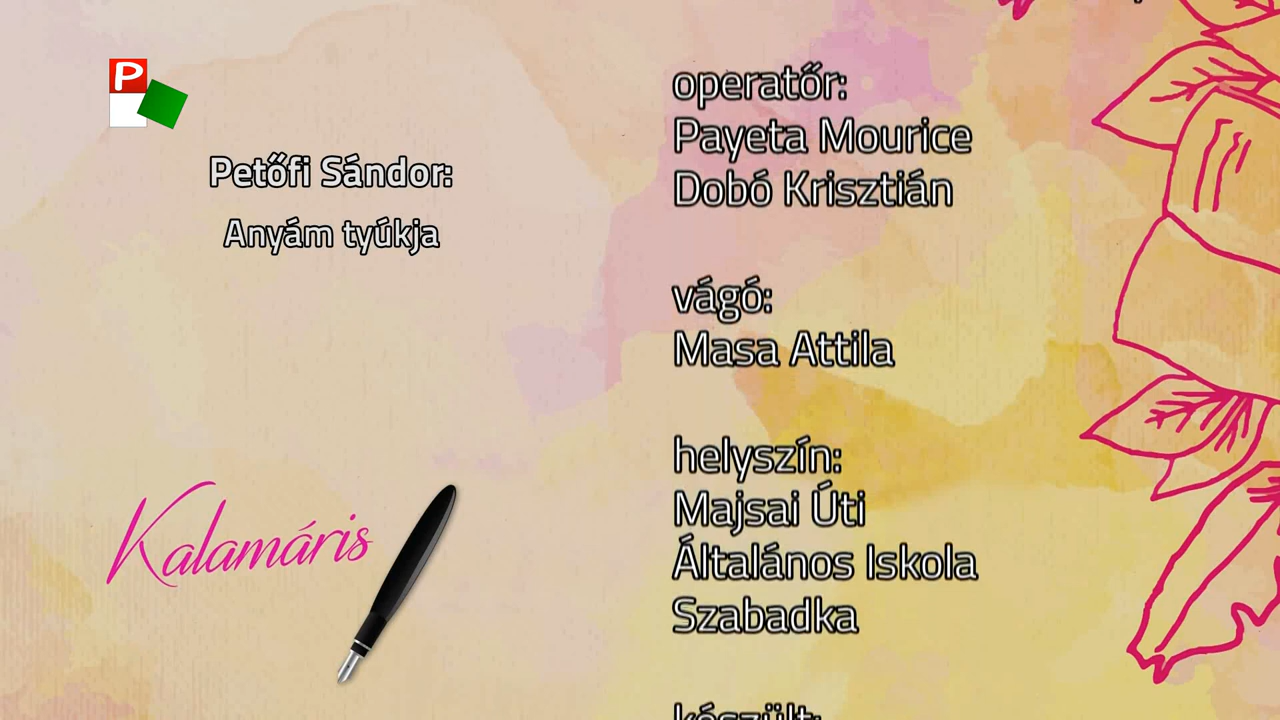 P
Petőfi Sándor:
Anyám tyúkja
Kalamáris
operatőr:
Payeta Mourice
Dobó Krisztián
vágó:
Masa Attila
helyszín:
Majsai Úti
Általános Iskola
Szabadka
készült: